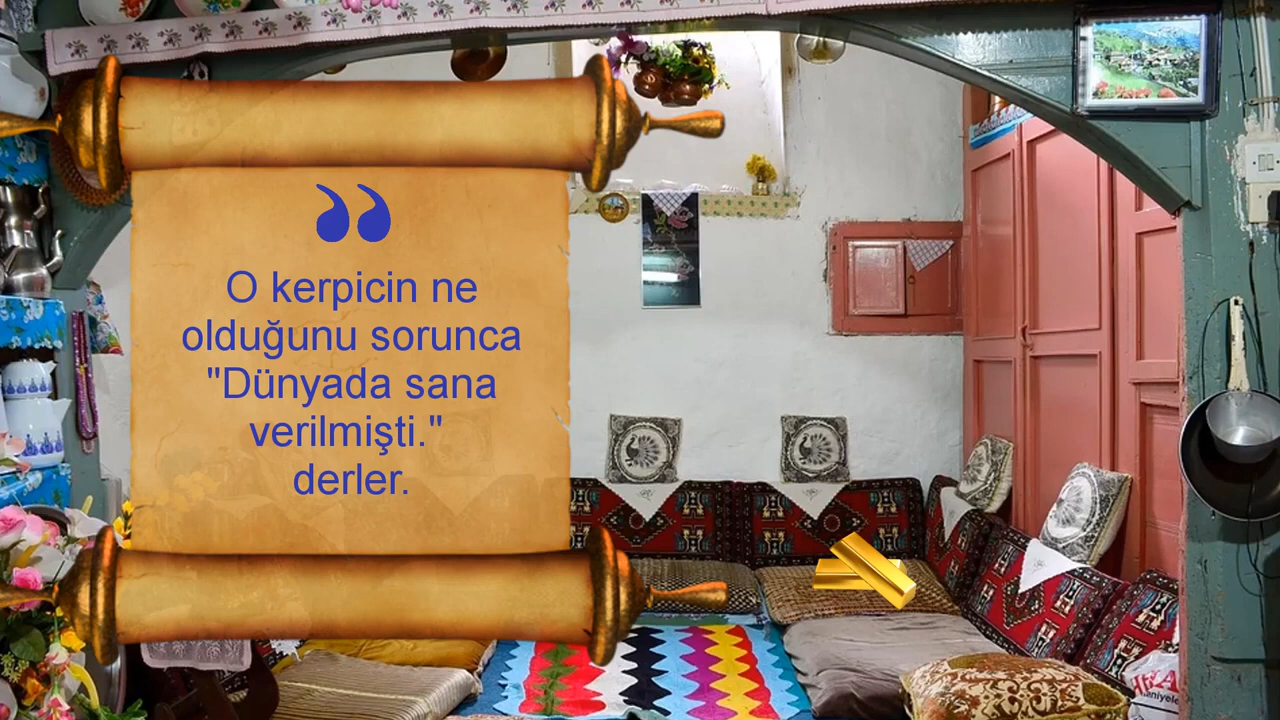 O kerpicin ne
olduğunu sorunca
"Dünyada sana
verilmişti."
derler.